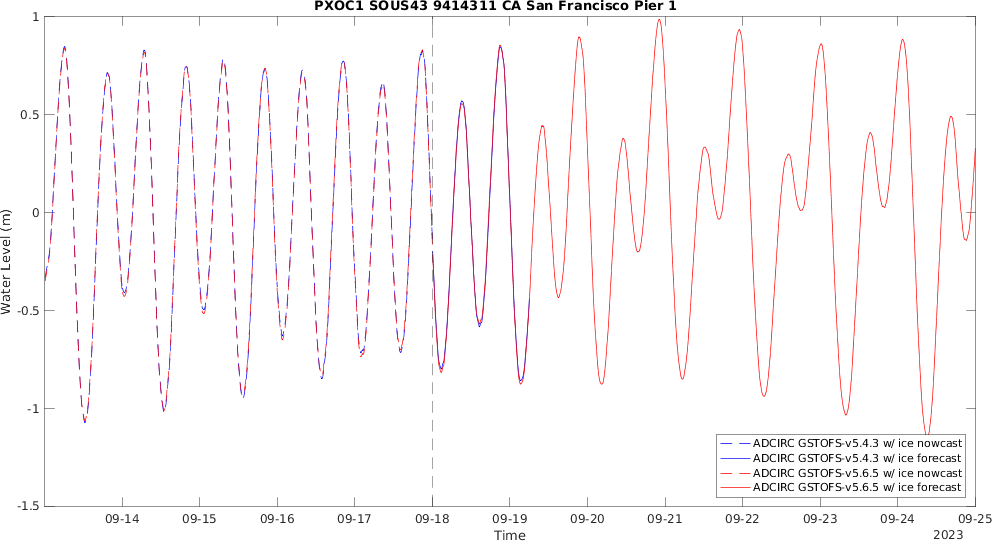 PXOC1 SOUS43 9414311 CA San Francisco Pier 1
1
0.5
0
-0.5
-1
-1.5
Water Level (m)
ADCIRC GSTOFS-v5.4.3 w/ ice nowcast
ADCIRC GSTOFS-v5.4.3 w/ ice forecast
ADCIRC GSTOFS-v5.6.5 w/ ice nowcast
ADCIRC GSTOFS-v5.6.5 w/ ice forecast
09-14 09-15 09-16 09-17 09-18 09-19 09-20 09-21 09-22 09-23 09-24 09-25
Time
2023